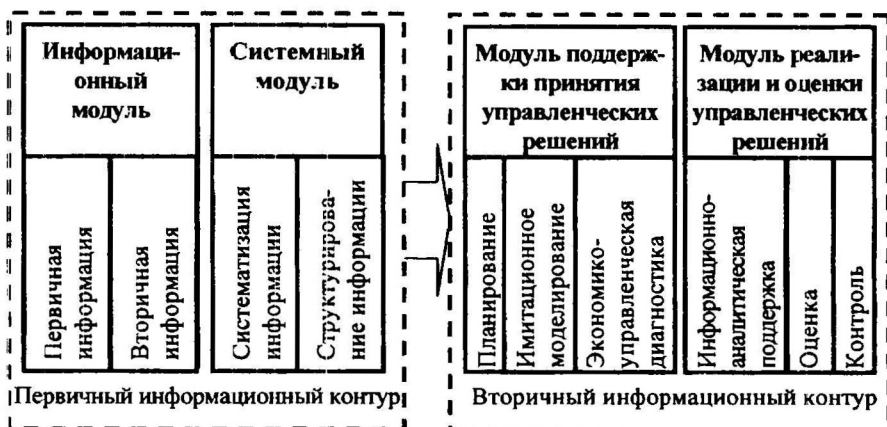 Информаци-
онный
модуль
Системный
модуль
Первичная
информация
Вторичная
информация
Систематизация
информации
Структурирова-
ние информации
Первичный информационный контур
Модуль поддерж-
ки принятия
управленческих
решений
Модуль реали-
зации и оценки
управленческих
решений
Планирование
Имитационное
моделирование
Экономико-
управленческая
диагностика
Информационно-
аналитическая
поддержка
Оценка
Контроль
Вторичный информационный контур